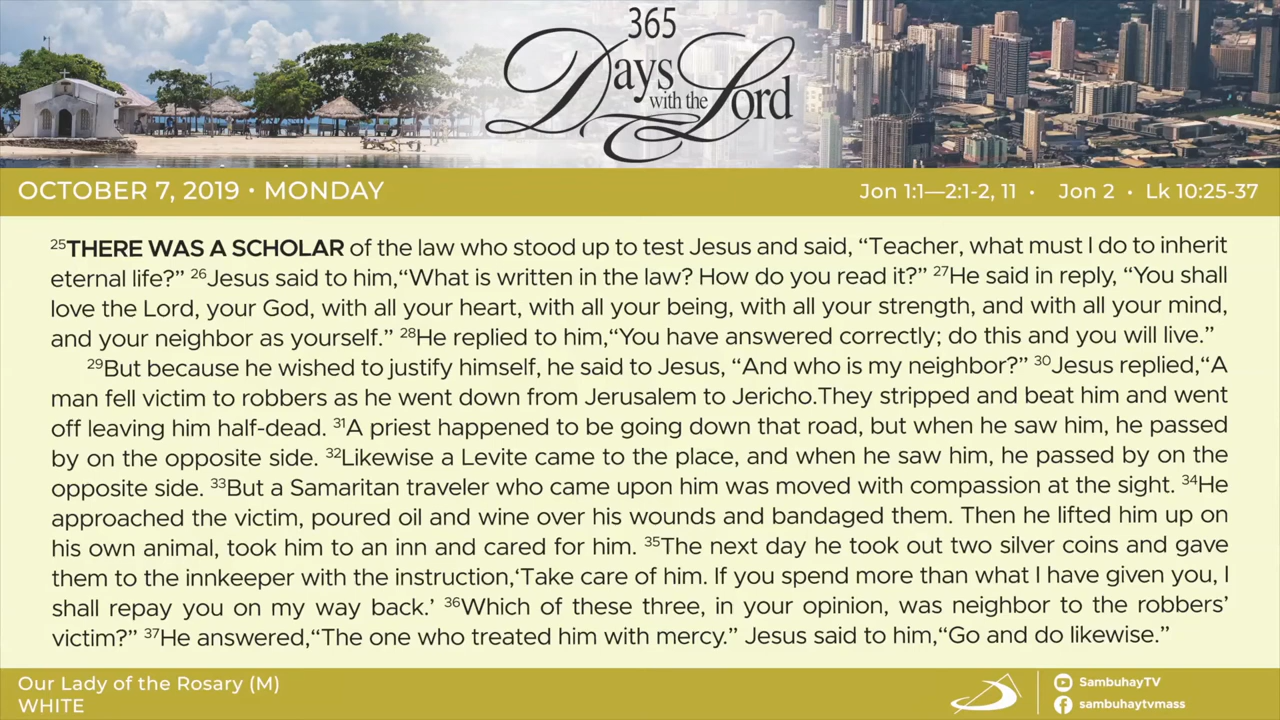 365
Days
with the
Lord
OCTOBER 7, 2019 • MONDAY
Jon 1:1—2:1-2, 11 • Jon 2 • Lk 10:25-37
25THERE WAS A SCHOLAR of the law who stood up to test Jesus and said, “Teacher, what must I do to inherit
eternal life?” 26Jesus said to him,“What is written in the law? How do you read it?” 27He said in reply, “You shall
love the Lord, your God, with all your heart, with all your being, with all your strength, and with all your mind,
and your neighbor as yourself.” 28He replied to him,“You have answered correctly; do this and you will live.”
29But because he wished to justify himself, he said to Jesus, “And who is my neighbor?” 30Jesus replied,“A
man fell victim to robbers as he went down from Jerusalem to Jericho.They stripped and beat him and went
off leaving him half-dead. 31A priest happened to be going down that road, but when he saw him, he passed
by on the opposite side. 32Likewise a Levite came to the place, and when he saw him, he passed by on the
opposite side. 33But a Samaritan traveler who came upon him was moved with compassion at the sight. 34He
approached the victim, poured oil and wine over his wounds and bandaged them. Then he lifted him up on
his own animal, took him to an inn and cared for him. 35The next day he took out two silver coins and gave
them to the innkeeper with the instruction,‘Take care of him. If you spend more than what I have given you, I
shall repay you on my way back.’ 36Which of these three, in your opinion, was neighbor to the robbers’
victim?” 37He answered,“The one who treated him with mercy.” Jesus said to him,“Go and do likewise.”
Our Lady of the Rosary (M)
WHITE
SambuhayTV
sambuhaytvmass